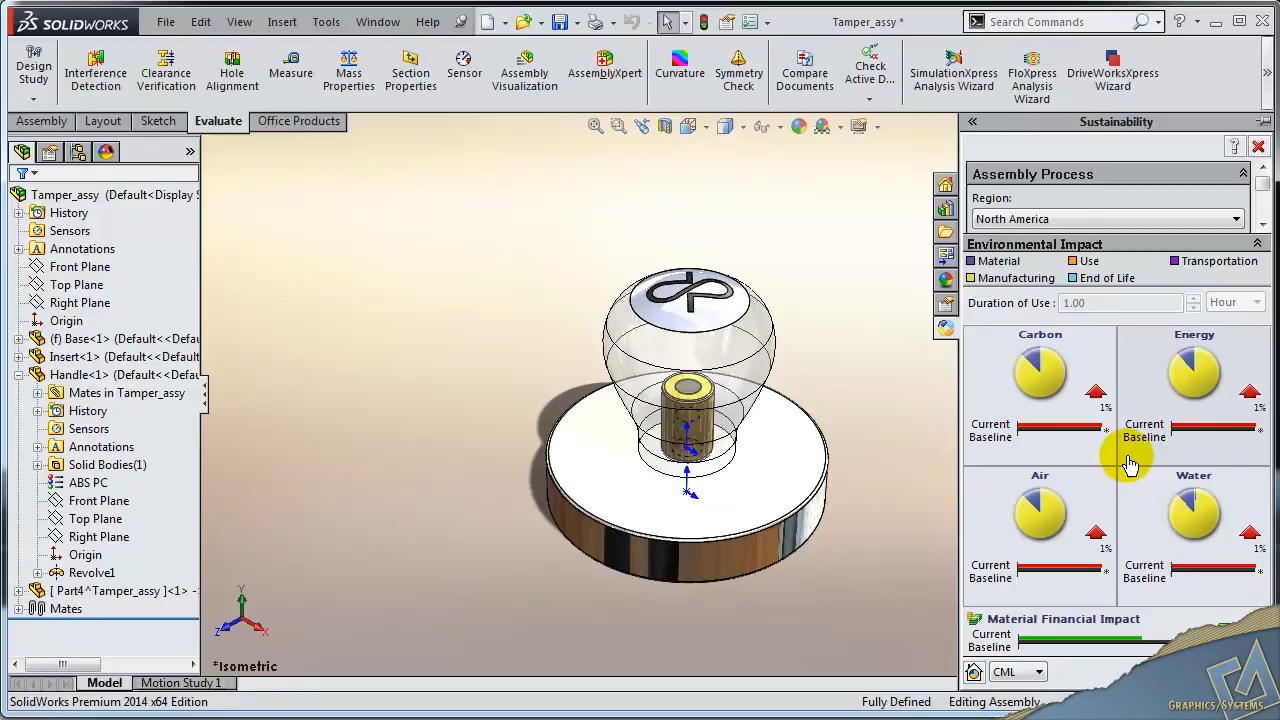 SOLIDWORKS File Edit View Insert Tools Window Help Tamper_assy * Search Commands
Design Study
Interference Detection
Clearance Verification
Hole Alignment
Measure
Mass Properties
Section Properties
Sensor
Assembly Visualization
AssemblyXpert
Curvature
Symmetry Check
Compare Documents
Check Active D...
SimulationXpress Analysis Wizard
FloXpress Analysis Wizard
DriveWorksXpress Wizard
Assembly Layout Sketch Evaluate Office Products
Tamper_assy (Default<Display S
History
Sensors
Annotations
Front Plane
Top Plane
Right Plane
Origin
(f) Base<1> (Default<<Default
Insert<1> (Default<<Default
Handle<1> (Default<<Defau
Mates in Tamper_assy
History
Sensors
Annotations
Solid Bodies(1)
ABS PC
Front Plane
Top Plane
Right Plane
Origin
Revolve1
[ Part4^Tamper_assy ]<1> -
Mates
Y
Z X
*Isometric
Sustainability
Assembly Process
Region:
North America
Environmental Impact
Material Use Transportation
Manufacturing End of Life
Duration of Use : 1.00 Hour
Carbon Energy
1% 1%
Current Current
Baseline Baseline
Air Water
1% 1%
Current Current
Baseline Baseline
Material Financial Impact
Current
Baseline
CML
Model Motion Study 1
SolidWorks Premium 2014 x64 Edition Fully Defined Editing Assembly
GRAPHICS SYSTEMS